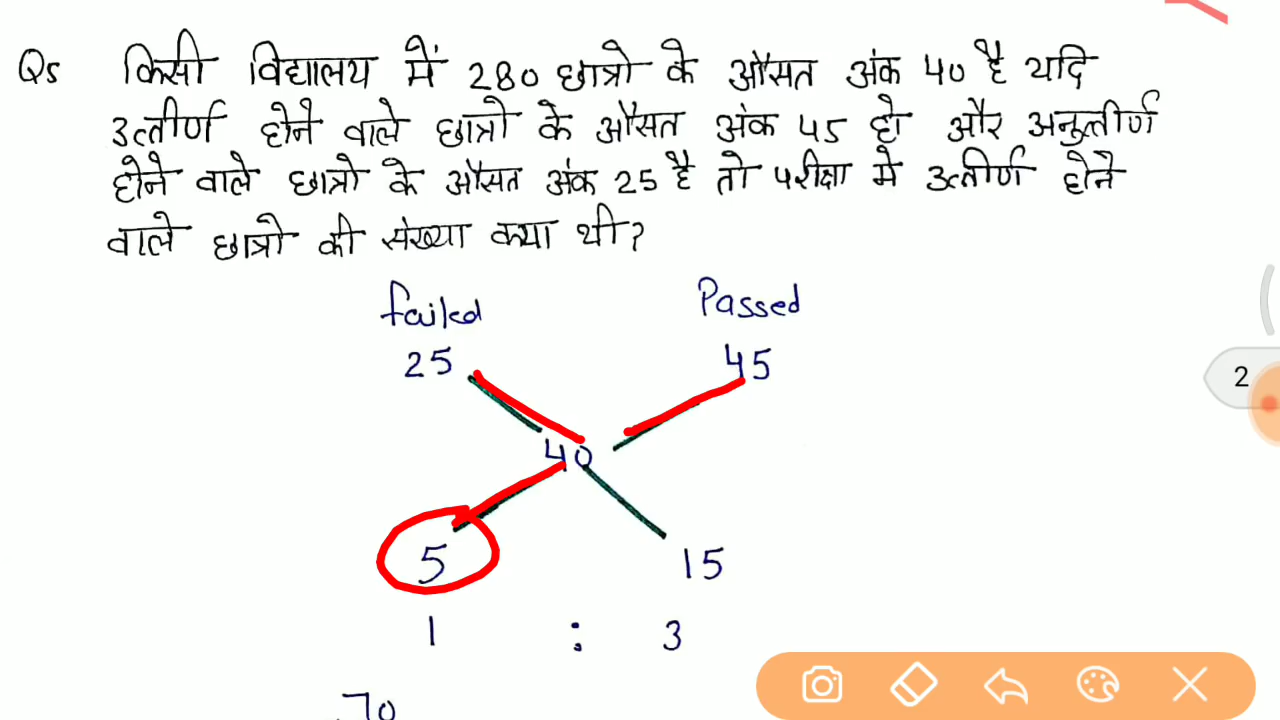 Q5 किसी विद्यालय में 280 छात्रो के औसत अंक 40 है यदि
उत्तीर्ण होने वाले छात्रो के औसत अंक 45 हो और अनुत्तीर्ण
होने वाले छात्रो के औसत अंक 25 है तो परीक्षा मे उत्तीर्ण होने
वाले छात्रो की संख्या क्या थी?
failed Passed
25 45
40
5 15
1 : 3
70
2